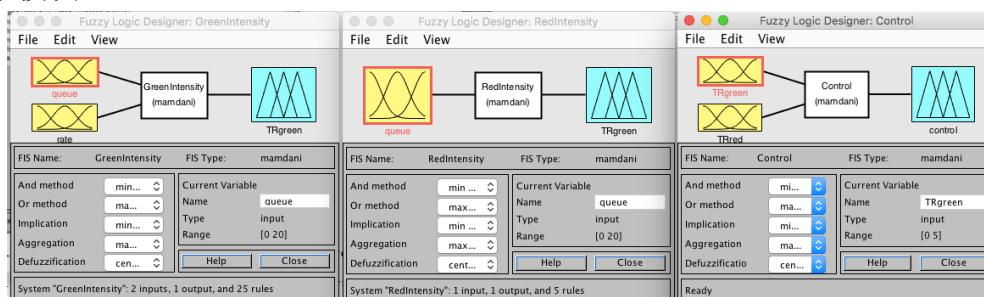 Fuzzy Logic Designer: GreenIntensity
File Edit View
queue
rate
GreenIntensity
(mamdani)
TRgreen
FIS Name: GreenIntensity FIS Type: mamdani
And method min... Current Variable
Or method ma... Name queue
Implication min... Type input
Aggregation ma... Range [0 20]
Defuzzification cen... Help Close
System "GreenIntensity": 2 inputs, 1 output, and 25 rules
Fuzzy Logic Designer: RedIntensity
File Edit View
queue
RedIntensity
(mamdani)
TRgreen
FIS Name: RedIntensity FIS Type: mamdani
And method min ... Current Variable
Or method max... Name queue
Implication min... Type input
Aggregation max... Range [0 20]
Defuzzification cent... Help Close
System "RedIntensity": 1 input, 1 output, and 5 rules
Fuzzy Logic Designer: Control
File Edit View
TRgreen
TRred
Control
(mamdani)
control
FIS Name: Control FIS Type: mamdani
And method mi... Current Variable
Or method ma... Name TRgreen
Implication mi... Type input
Aggregation ma... Range [0 5]
Defuzzificatio cen... Help Close
Ready